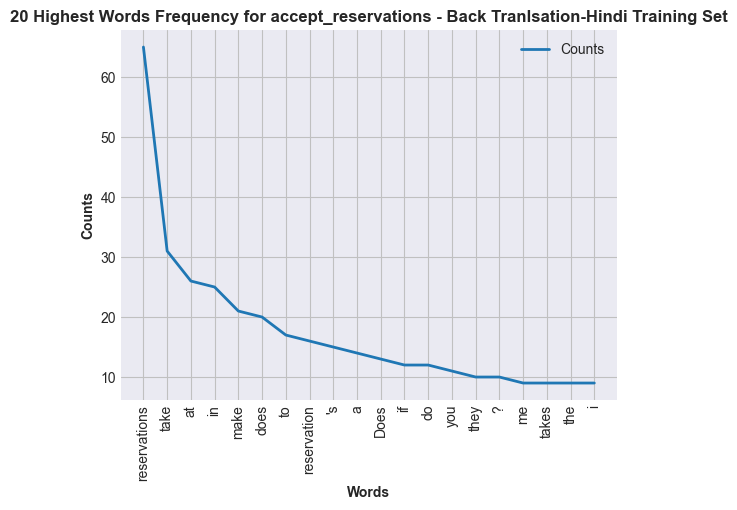 20 Highest Words Frequency for accept_reservations - Back Tranlsation-Hindi Training Set
Counts
60
50
40
30
20
10
Counts
reservations
take
at
in
make
does
to
reservation
's
a
Does
if
do
you
they
?
me
takes
the
i
Words